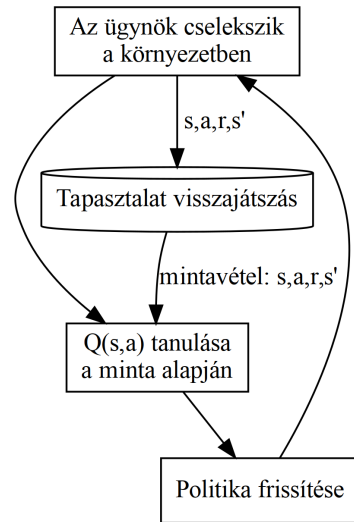 Az ügynök cselekszik
a környezetben
s,a,r,s'
Tapasztalat visszajátszás
mintavétel: s,a,r,s'
Q(s,a) tanulása
a minta alapján
Politika frissítése